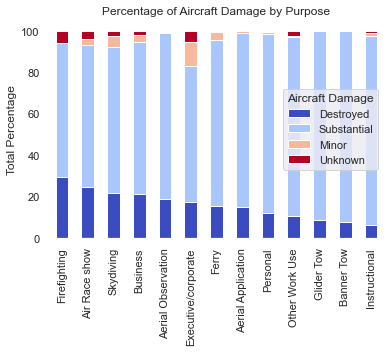 Percentage of Aircraft Damage by Purpose
Total Percentage
100
80
60
40
20
0
Aircraft Damage
Destroyed
Substantial
Minor
Unknown
Firefighting
Air Race show
Skydiving
Business
Aerial Observation
Executive/corporate
Ferry
Aerial Application
Personal
Other Work Use
Glider Tow
Banner Tow
Instructional